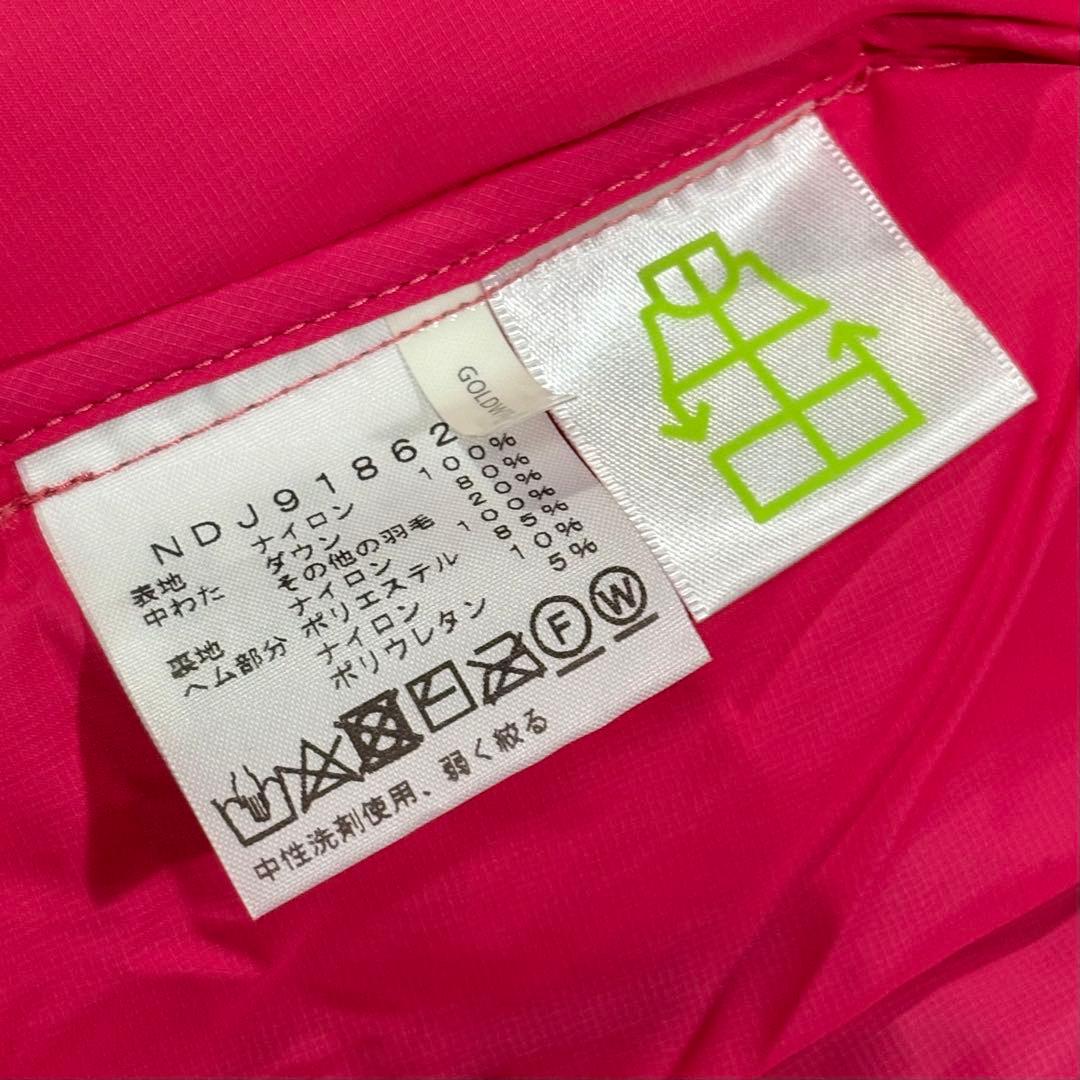 GOLDWIN
NDJ91862
表地 ナイロン 100%
中わた ダウン 80%
その他の羽毛 20%
裏地 ナイロン 100%
ヘム部分 ポリエステル 85%
ナイロン 10%
ポリウレタン 5%
F W
中性洗剤使用、弱く絞る